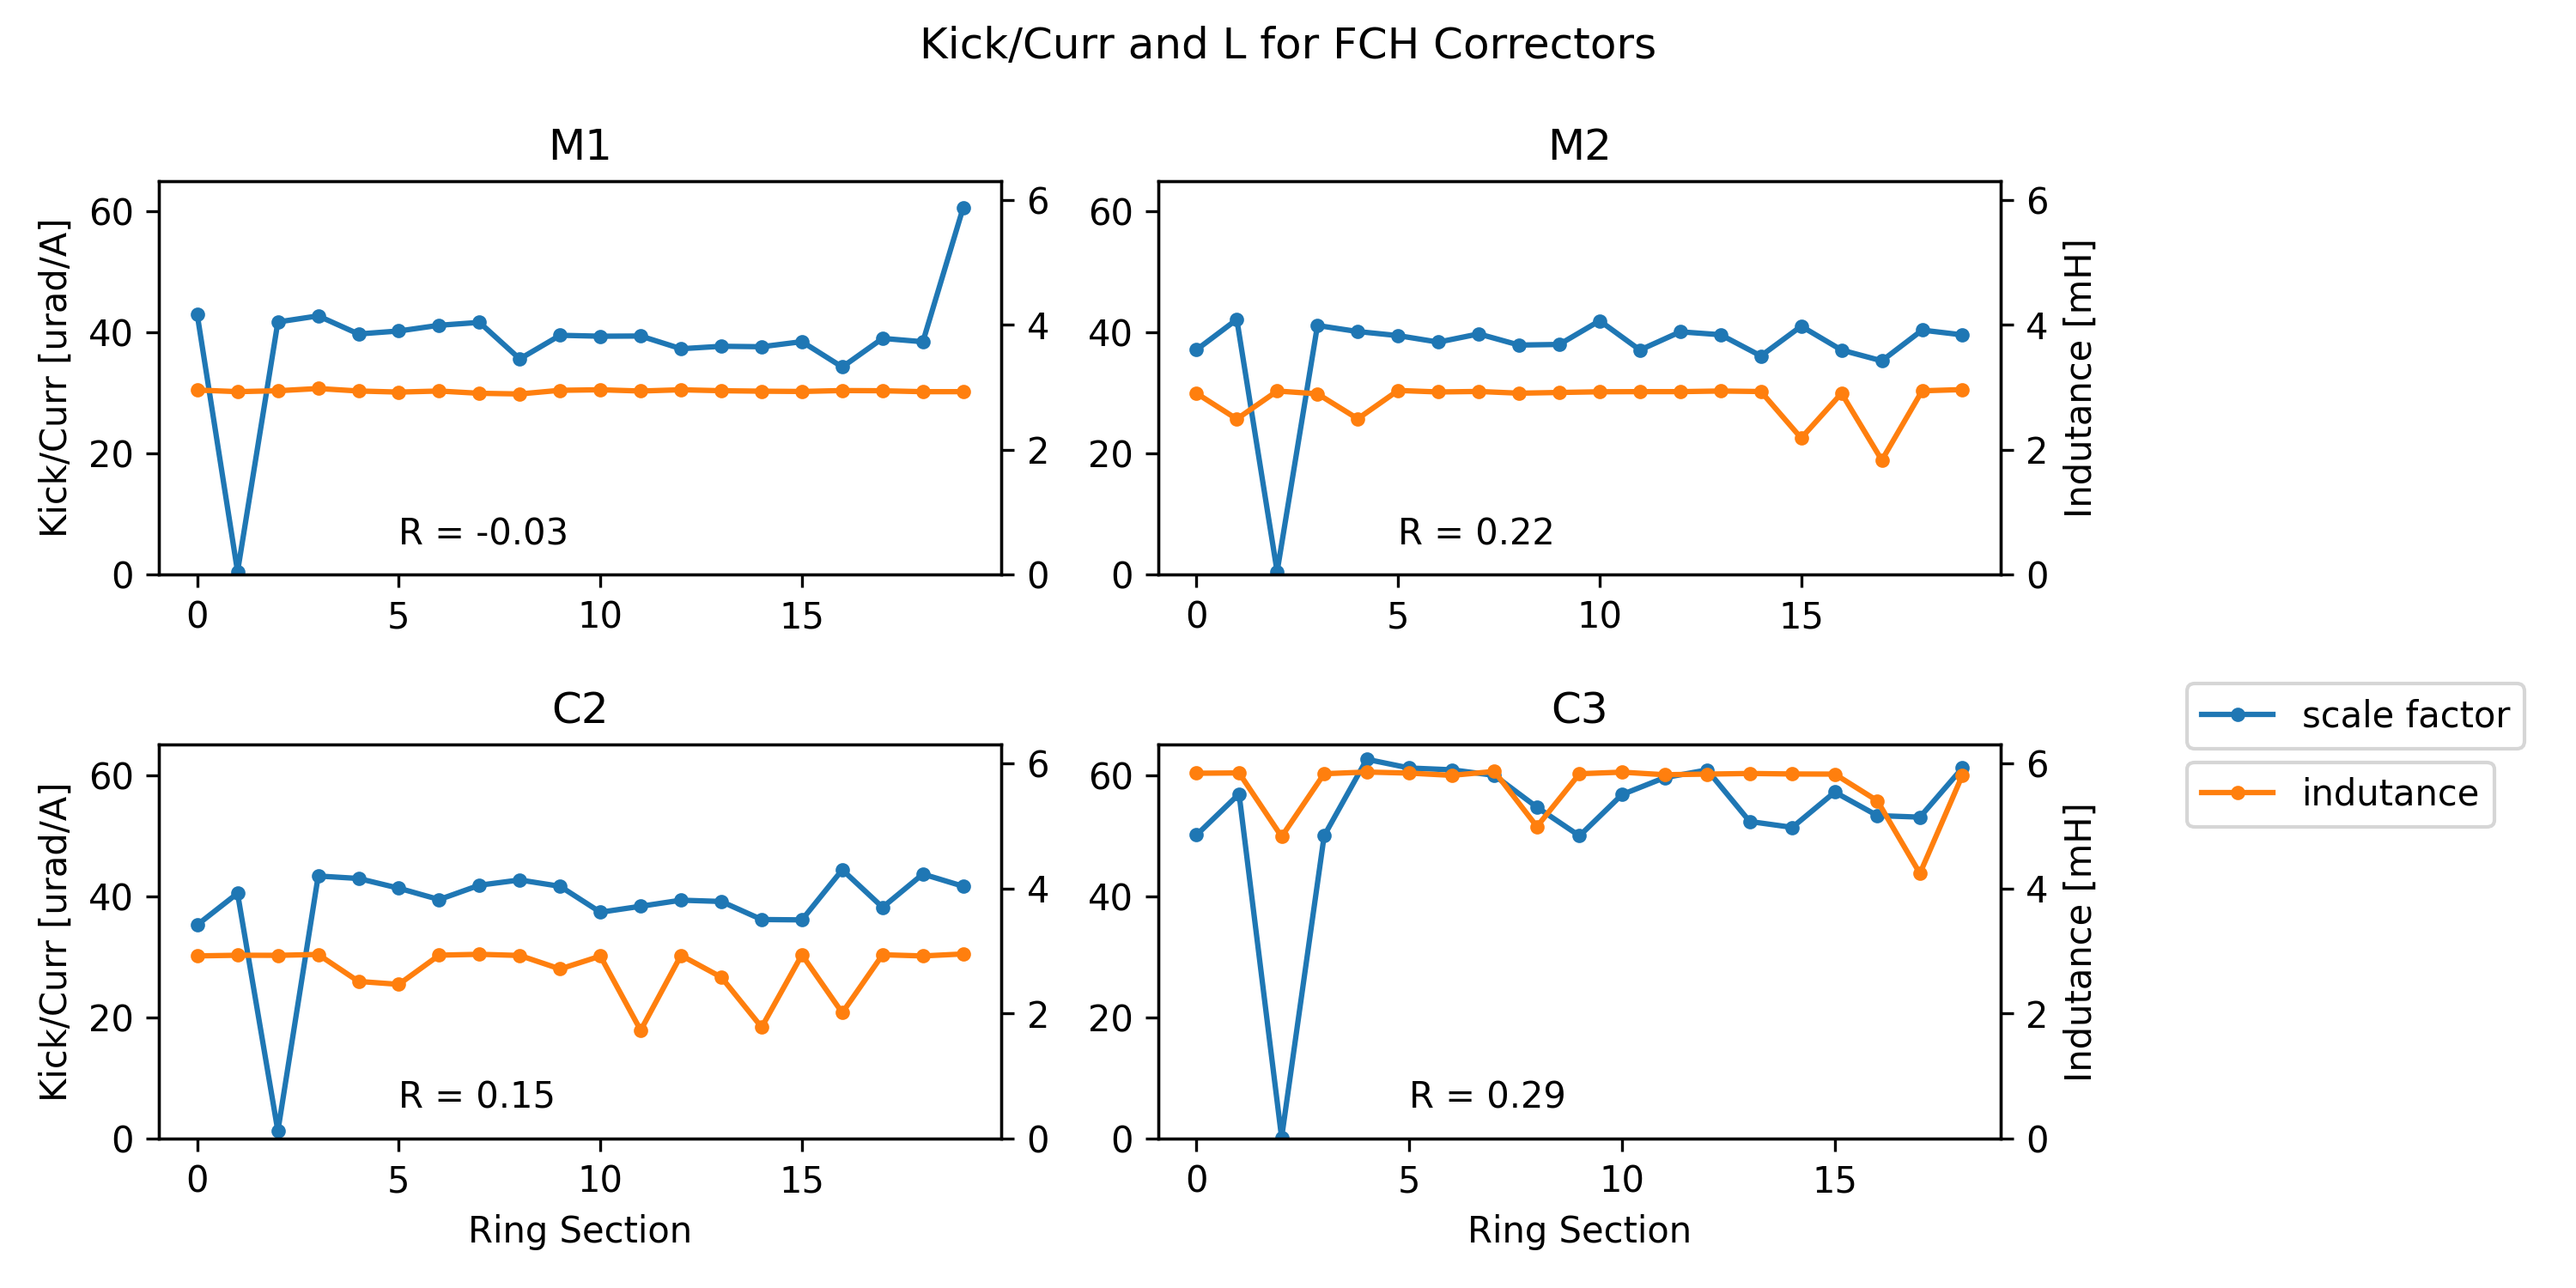 Kick/Curr and L for FCH Correctors
M1
Kick/Curr [urad/A]
60
40
20
0
6
4
2
0
R = -0.03
0 5 10 15
M2
60
40
20
0
6
4
2
0
Indutance [mH]
R = 0.22
0 5 10 15
C2
Kick/Curr [urad/A]
60
40
20
0
6
4
2
0
R = 0.15
0 5 10 15
Ring Section
C3
60
40
20
0
6
4
2
0
Indutance [mH]
R = 0.29
0 5 10 15
Ring Section
scale factor
indutance